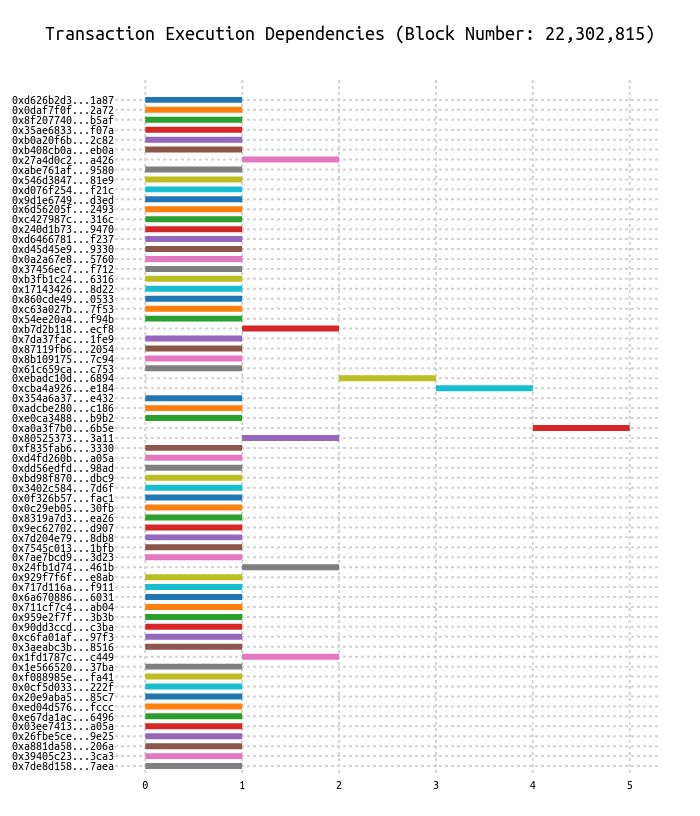 Transaction Execution Dependencies (Block Number: 22,302,815)
0xd626b2d3...1a87
0x0daf7f0f...2a72
0x8f207740...b5af
0x35ae6833...f07a
0xb0a20f6b...2c82
0xb408cb0a...eb0a
0x27a4d0c2...a426
0xabe761af...9580
0x546d3847...81e9
0xd076f254...f21c
0x9d1e6749...d3ed
0x6d56205f...2493
0xc427987c...316c
0x240d1b73...9470
0xd6466781...f237
0xd45d45e9...9330
0x0a2a67e8...5760
0x37456ec7...f712
0xb3fb1c24...6316
0x17143426...8d22
0x860cde49...0533
0xc63a027b...7f53
0x54ee20a4...f94b
0xb7d2b118...ecf8
0x7da37fac...1fe9
0x87119fb6...2054
0x8b109175...7c94
0x61c659ca...c753
0xebadc10d...6894
0xcba4a926...e184
0x354a6a37...e432
0xadcbe280...c186
0xe0ca3488...b9b2
0xa0a3f7b0...6b5e
0x80525373...3a11
0xf835fab6...3330
0xd4fd260b...a05a
0xdd56edfd...98ad
0xbd98f870...dbc9
0x3402c584...7d6f
0x0f326b57...fac1
0x0c29eb05...30fb
0x8319a7d3...ea26
0x9ec62702...d907
0x7d204e79...8db8
0x7545c013...1bfb
0x7ae7bcd9...3d23
0x24fb1d74...461b
0x929f7f6f...e8ab
0x717d116a...f911
0x6a670886...6031
0x711cf7c4...ab04
0x959e2f7f...3b3b
0x90dd3ccd...c3ba
0xc6fa01af...97f3
0x3aeabc3b...8516
0x1fd1787c...c449
0x1e566520...37ba
0xf088985e...fa41
0x0cf5d033...222f
0x20e9aba5...85c7
0xed04d576...fccc
0xe67da1ac...6496
0x03ee7413...a05a
0x26fbe5ce...9e25
0xa881da58...206a
0x39405c23...3ca3
0x7de8d158...7aea
0 1 2 3 4 5